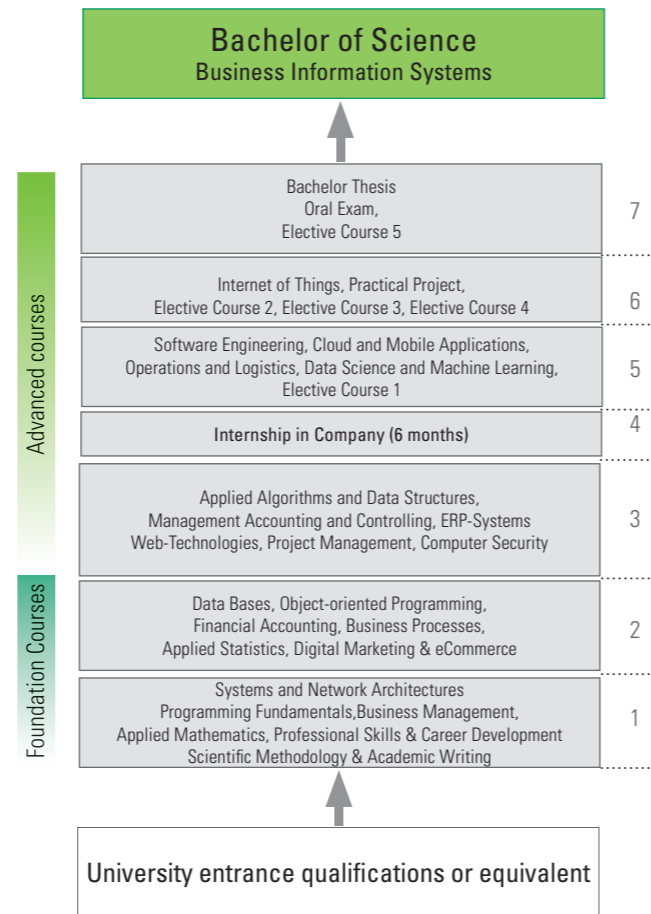 Bachelor of Science
Business Information Systems
Advanced courses
Bachelor Thesis
Oral Exam,
Elective Course 5
7
Internet of Things, Practical Project,
Elective Course 2, Elective Course 3, Elective Course 4
6
Software Engineering, Cloud and Mobile Applications,
Operations and Logistics, Data Science and Machine Learning,
Elective Course 1
5
Internship in Company (6 months)
4
Applied Algorithms and Data Structures,
Management Accounting and Controlling, ERP-Systems
Web-Technologies, Project Management, Computer Security
3
Foundation Courses
Data Bases, Object-oriented Programming,
Financial Accounting, Business Processes,
Applied Statistics, Digital Marketing & eCommerce
2
Systems and Network Architectures
Programming Fundamentals,Business Management,
Applied Mathematics, Professional Skills & Career Development
Scientific Methodology & Academic Writing
1
University entrance qualifications or equivalent